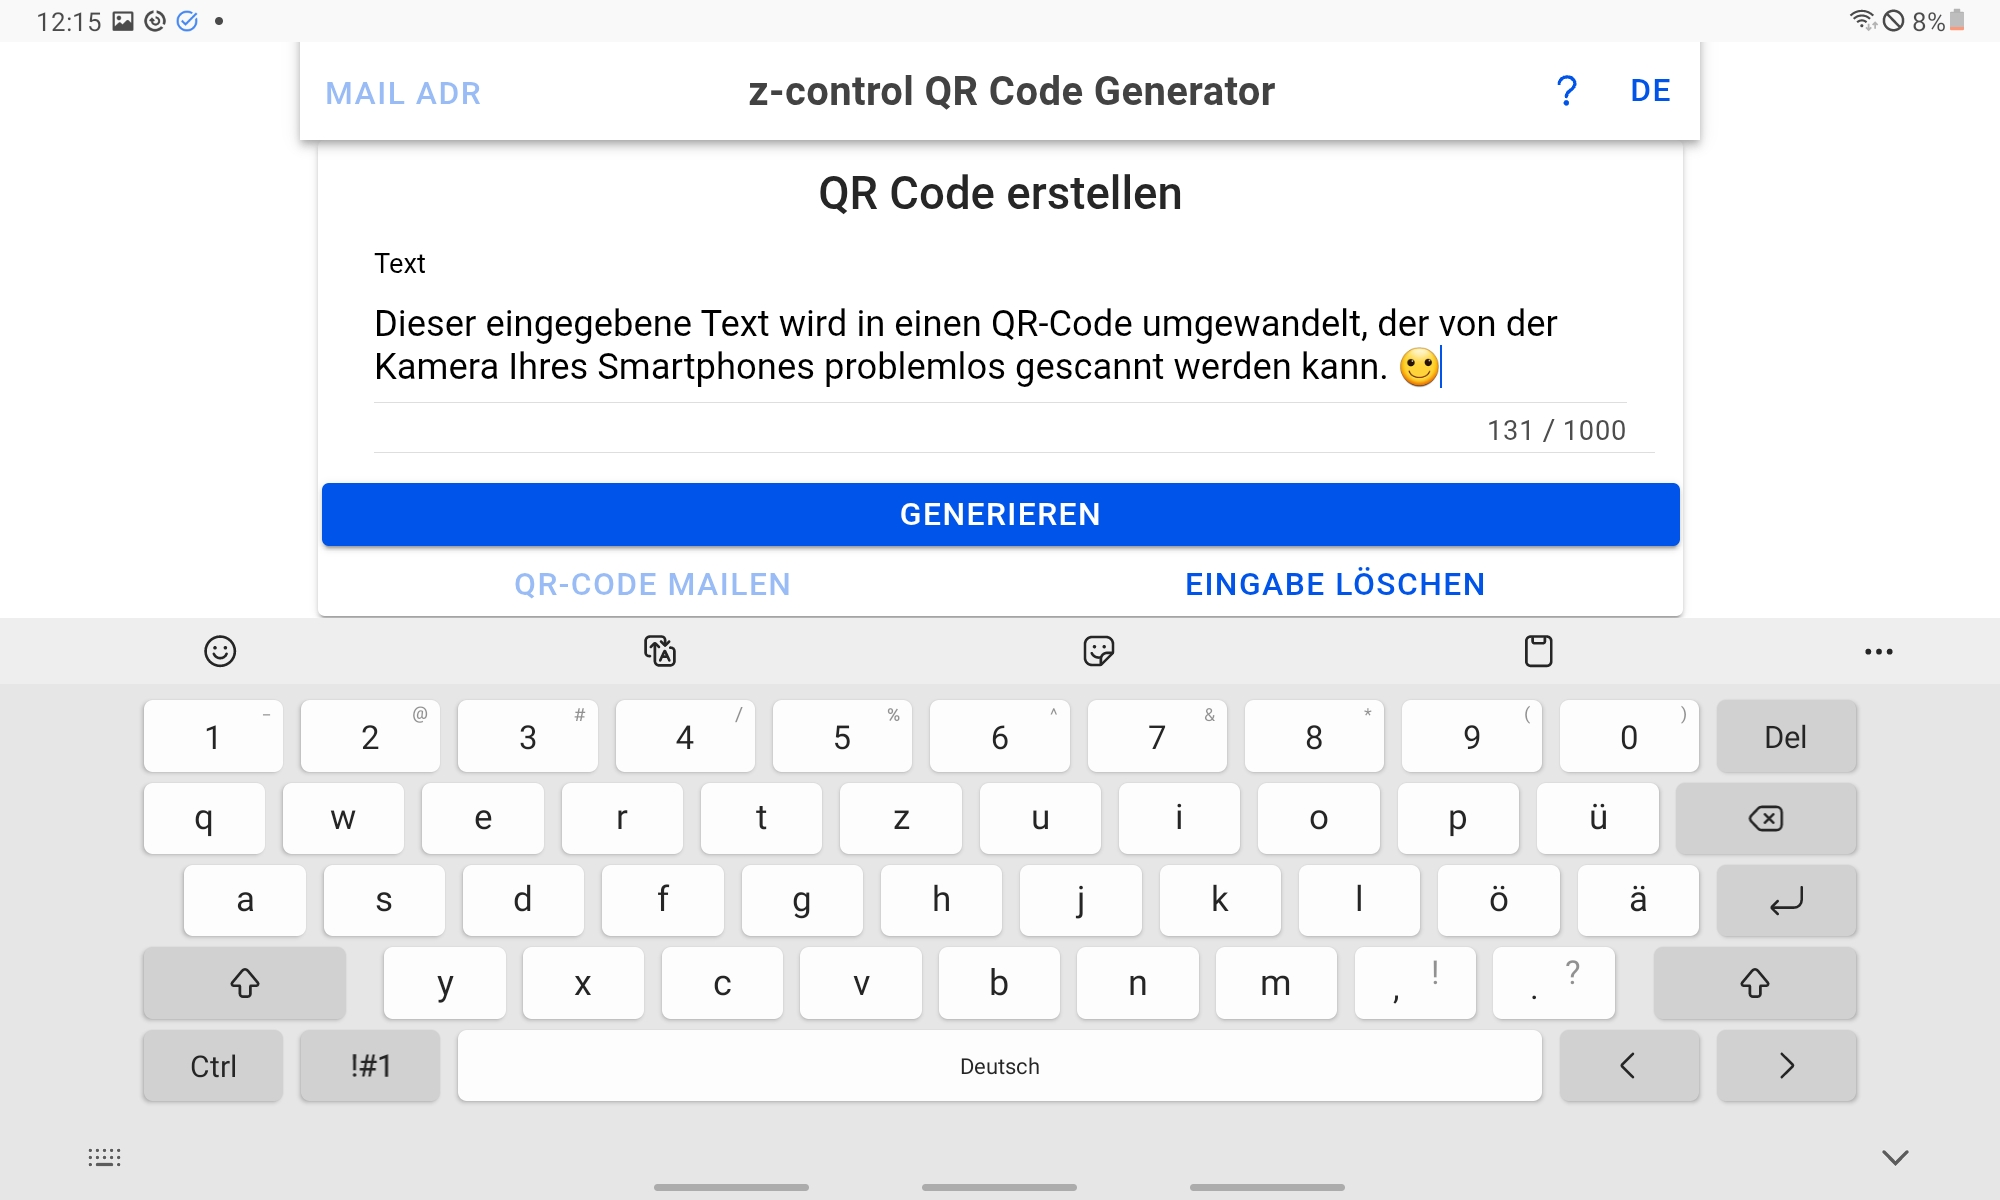 12:15 8%
MAIL ADR z-control QR Code Generator ? DE
QR Code erstellen
Text
Dieser eingegebene Text wird in einen QR-Code umgewandelt, der von der
Kamera Ihres Smartphones problemlos gescannt werden kann. 🙂
131 / 1000
GENERIEREN
QR-CODE MAILEN EINGABE LÖSCHEN
1 - 2 @ 3 # 4 / 5 % 6 ^ 7 & 8 * 9 ( 0 ) Del
q w e r t z u i o p ü
a s d f g h j k l ö ä
y x c v b n m , ! . ?
Ctrl !#1 Deutsch < >